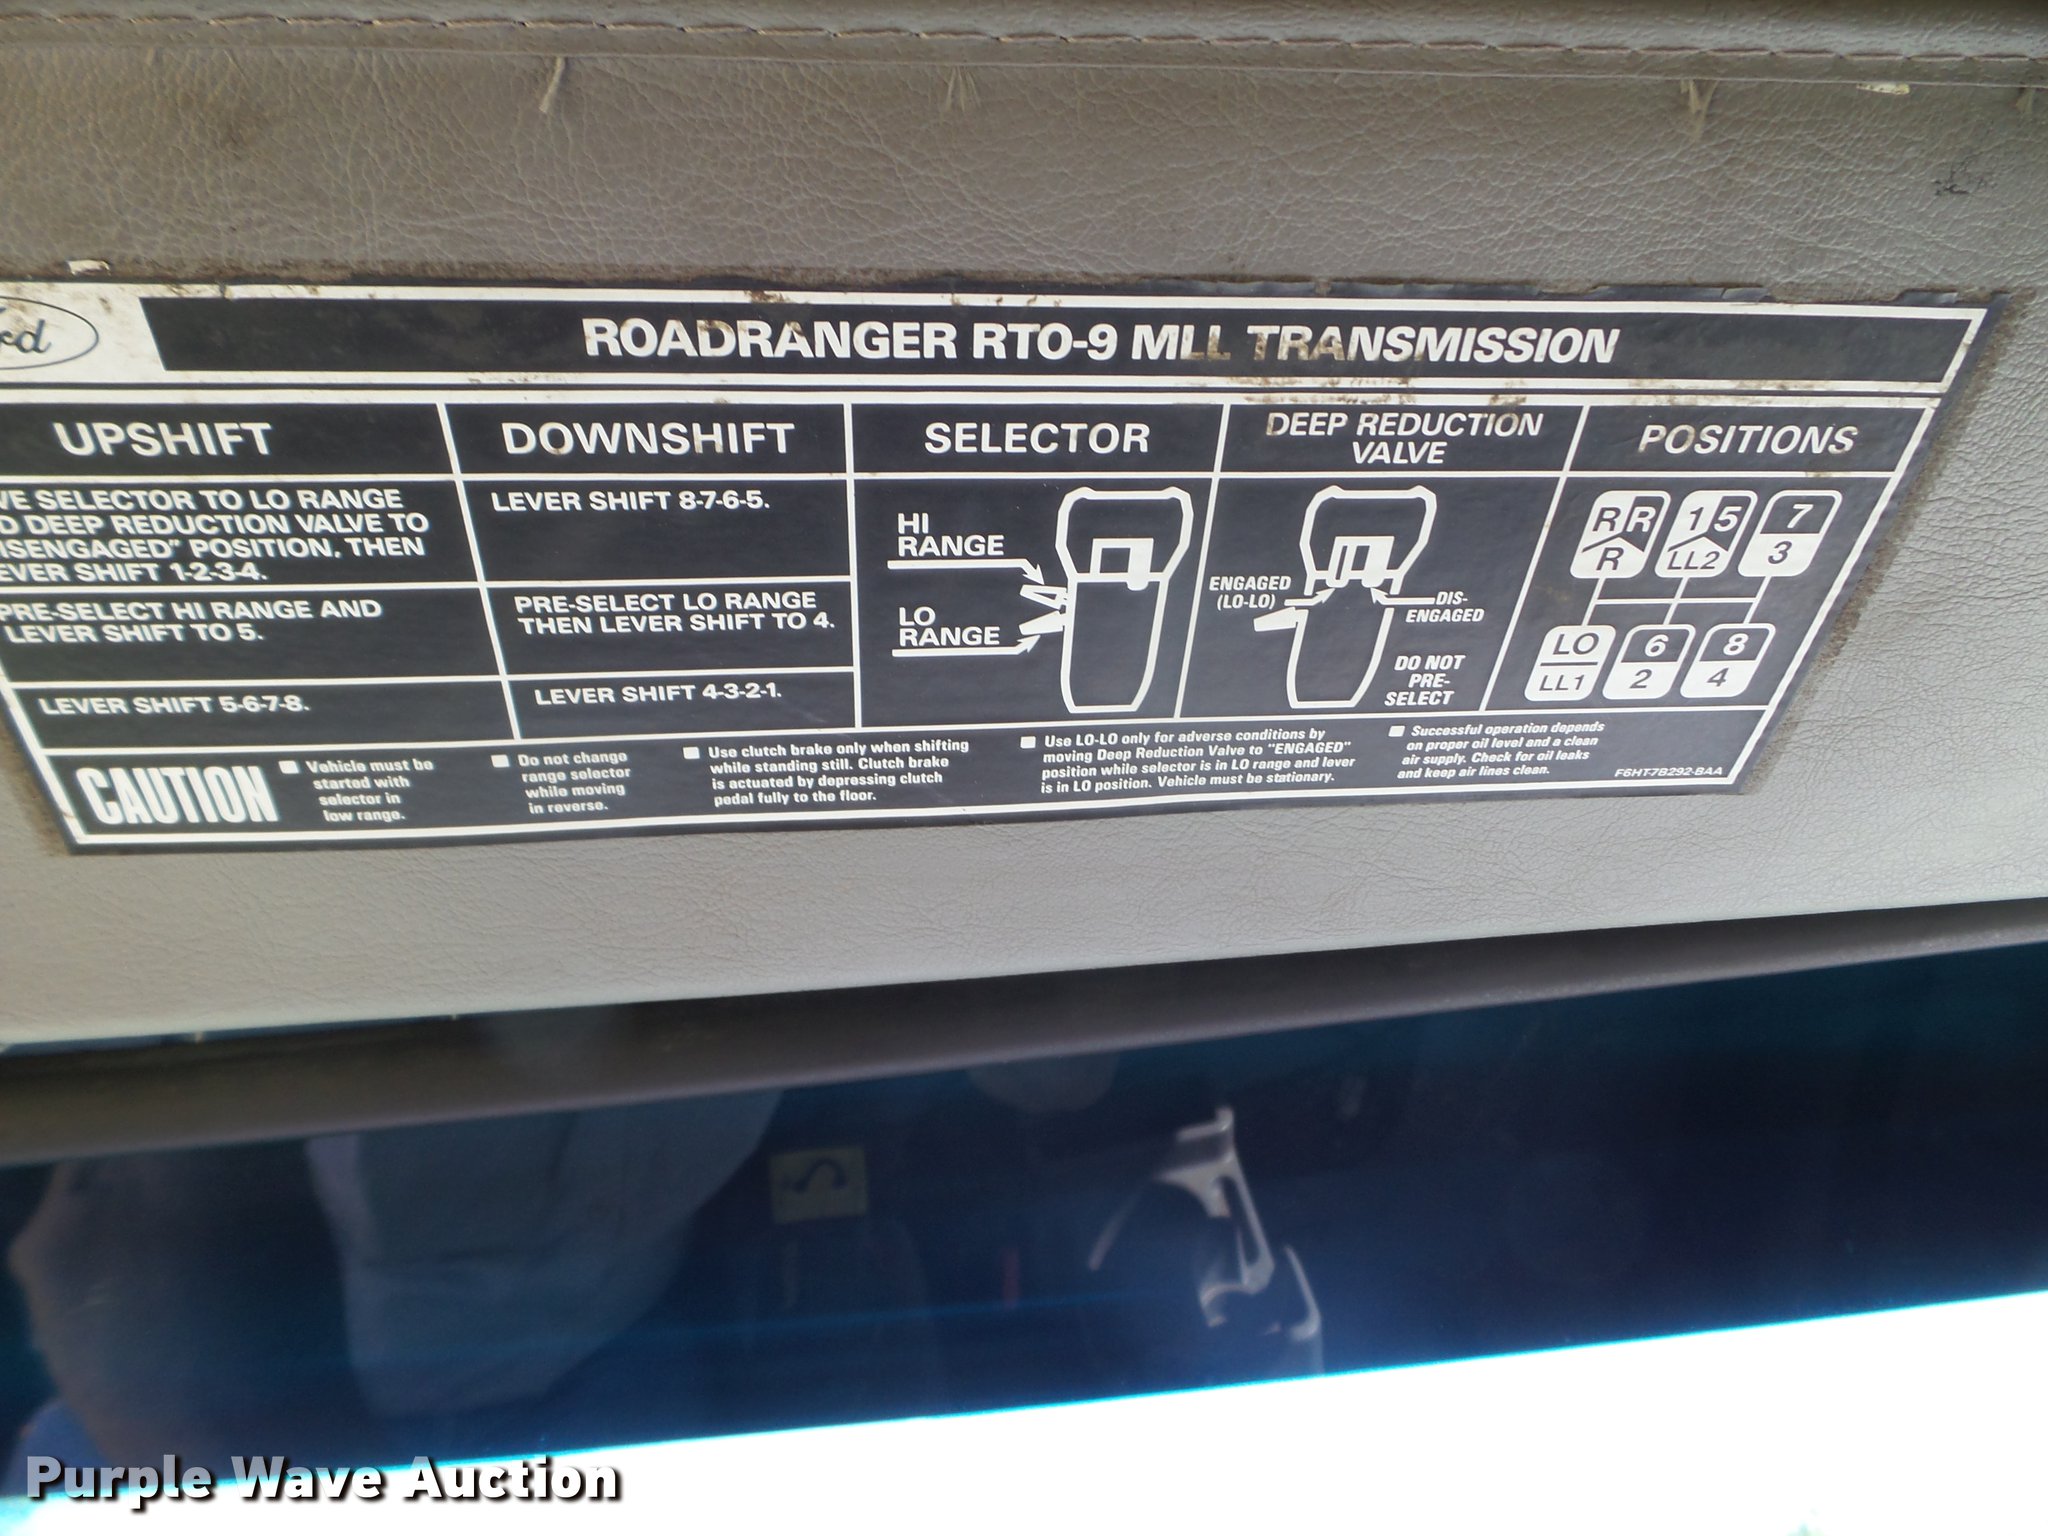 ROADRANGER RTO-9 MLL TRANSMISSION
UPSHIFT
SELECTOR TO LO RANGE
DEEP REDUCTION VALVE TO
POSITION, THEN
SHIFT 1-2-3-4.
PRE-SELECT HI RANGE AND
LEVER SHIFT TO 5.
LEVER SHIFT 5-6-7-8.
DOWNSHIFT
LEVER SHIFT 8-7-6-5.
PRE-SELECT LO RANGE
THEN LEVER SHIFT TO 4.
LEVER SHIFT 4-3-2-1.
SELECTOR
HI
RANGE
LO
RANGE
DEEP REDUCTION
VALVE
ENGAGED
(LO-LO)
DIS-
ENGAGED
DO NOT
PRE-
SELECT
POSITIONS
R R 1 5 7
R LL2 3
LO 6 8
LL1 2 4
CAUTION
Vehicle must be
started with
selector in
low range.
Do not change
range selector
while moving
in reverse.
Use clutch brake only when shifting
while standing still. Clutch brake
is actuated by depressing clutch
pedal fully to the floor.
Use LO-LO only for adverse conditions by
moving Deep Reduction Valve to "ENGAGED"
position while selector is in LO range and lever
is in LO position. Vehicle must be stationary.
Successful operation depends
on proper oil level and a clean
air supply. Check for oil leaks
and keep air lines clean.
F6HT-7B292-BAA
Purple Wave Auction